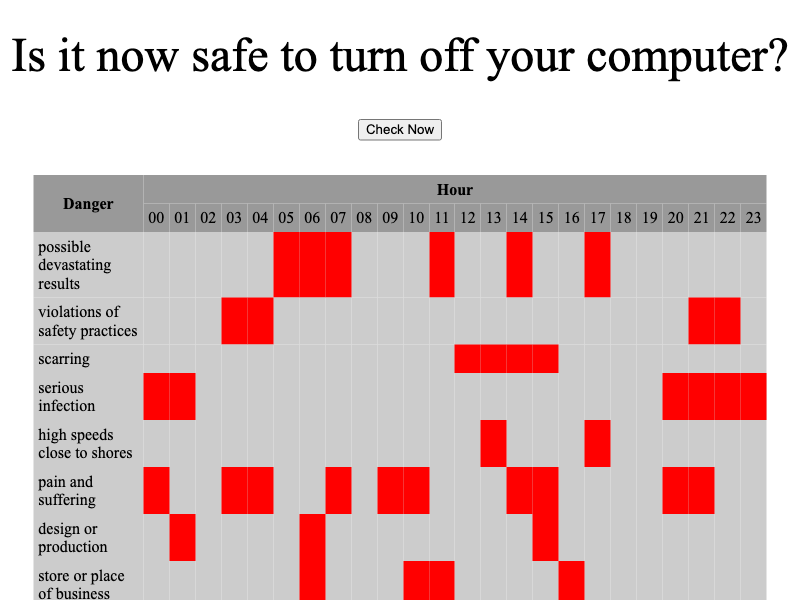 Is it now safe to turn off your computer?
Check Now
Danger
Hour
00 01 02 03 04 05 06 07 08 09 10 11 12 13 14 15 16 17 18 19 20 21 22 23
possible
devastating
results
violations of
safety practices
scarring
serious
infection
high speeds
close to shores
pain and
suffering
design or
production
store or place
of business